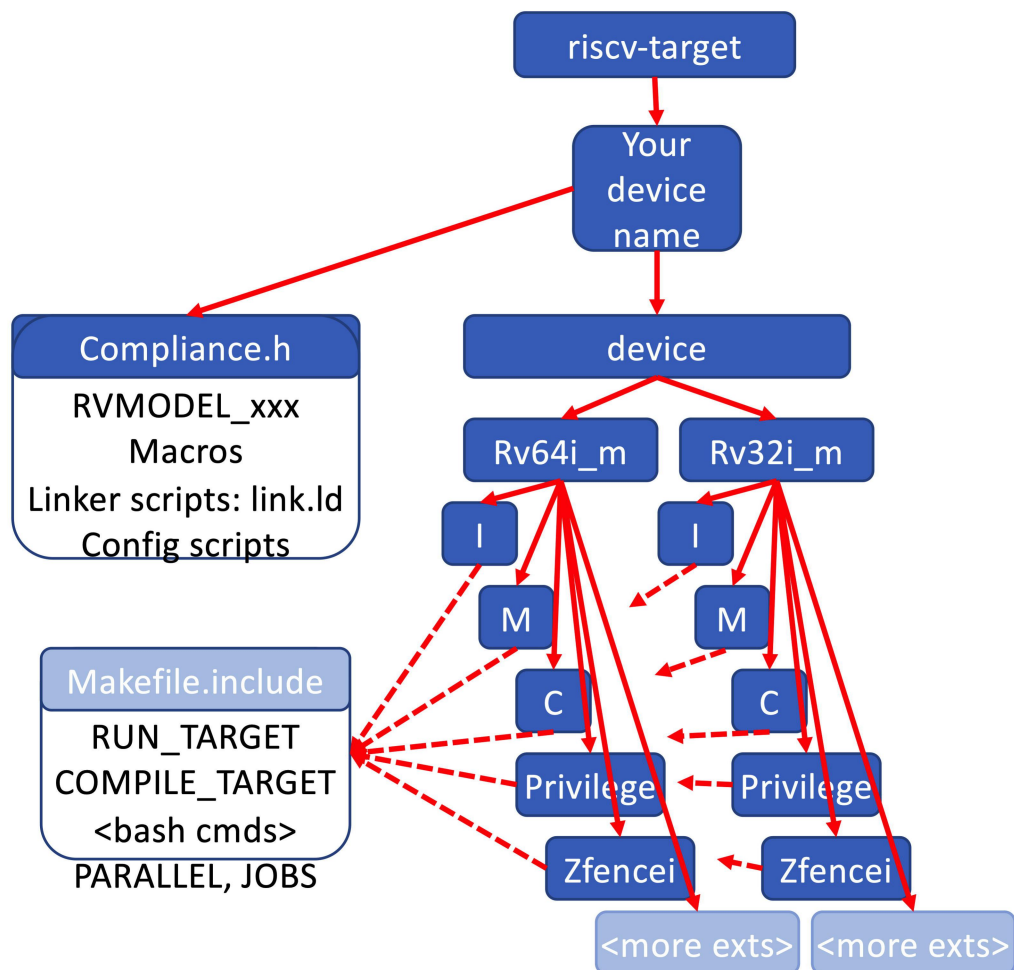 riscv-target
Your
device
name
Compliance.h
RVMODEL_xxx
Macros
Linker scripts: link.ld
Config scripts
device
Rv64i_m
Rv32i_m
I
I
M
M
C
C
Privilege
Privilege
Zfencei
Zfencei
<more exts>
<more exts>
Makefile.include
RUN_TARGET
COMPILE_TARGET
<bash cmds>
PARALLEL, JOBS